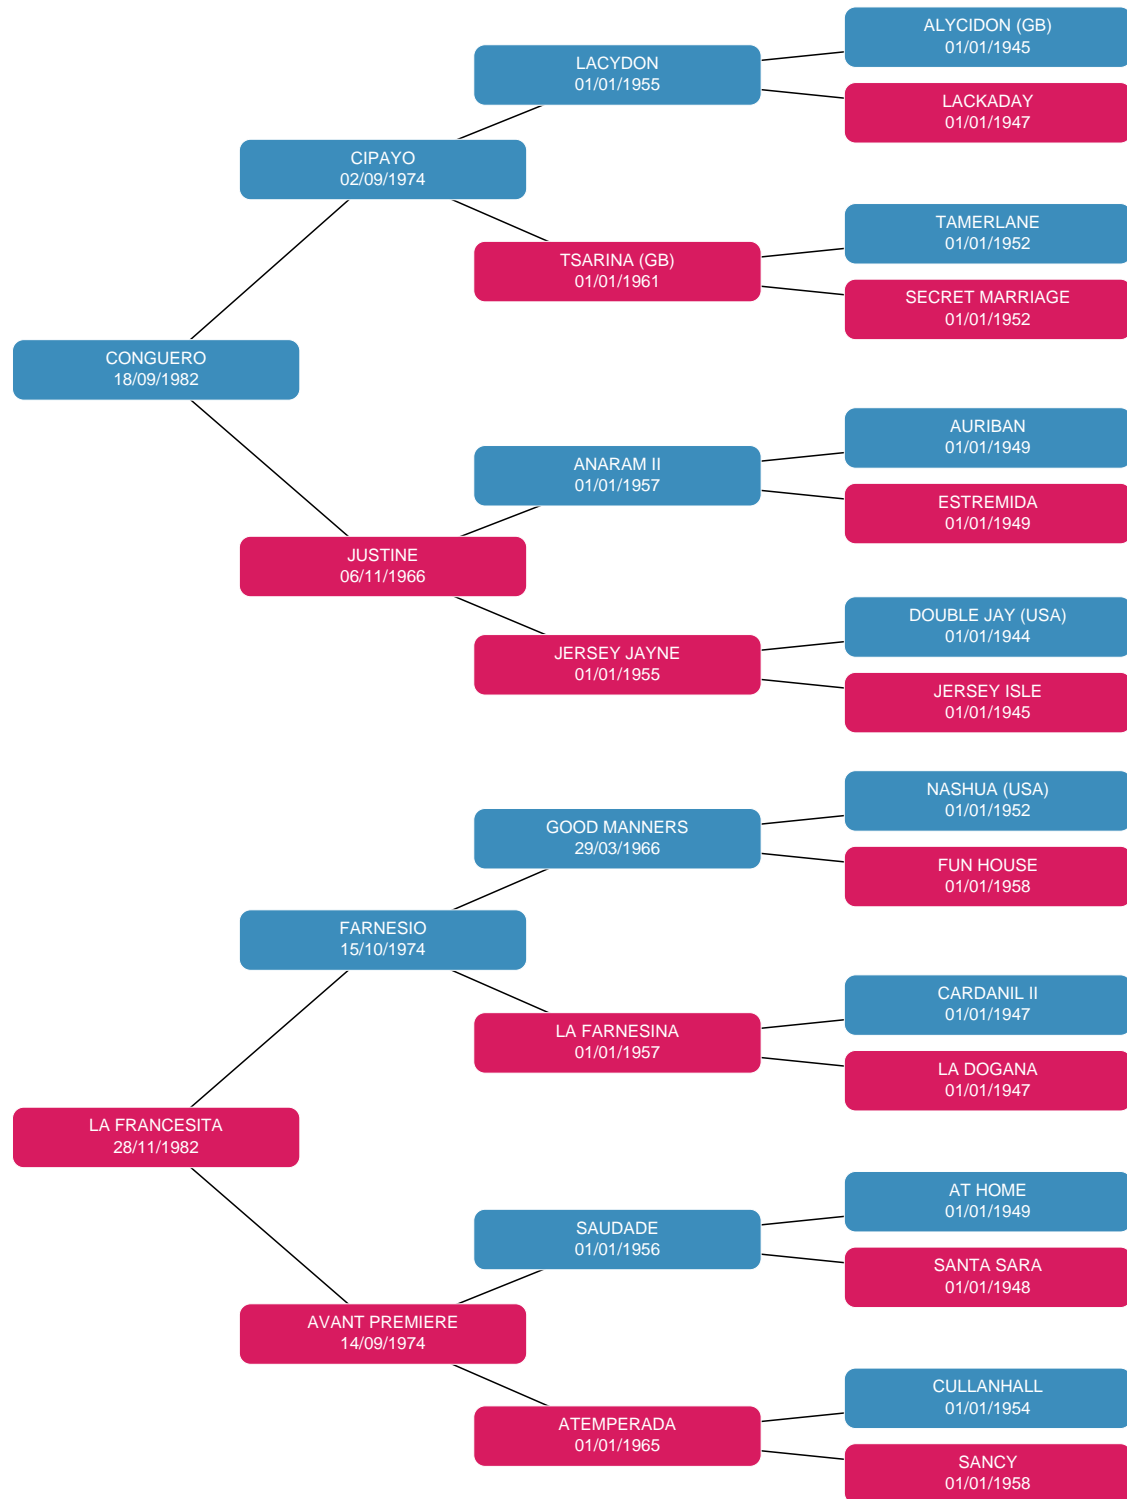 ALYCIDON (GB)
01/01/1945
LACYDON
01/01/1955
LACKADAY
01/01/1947
CIPAYO
02/09/1974
TAMERLANE
01/01/1952
TSARINA (GB)
01/01/1961
SECRET MARRIAGE
01/01/1952
CONGUERO
18/09/1982
AURIBAN
01/01/1949
ANARAM II
01/01/1957
ESTREMIDA
01/01/1949
JUSTINE
06/11/1966
DOUBLE JAY (USA)
01/01/1944
JERSEY JAYNE
01/01/1955
JERSEY ISLE
01/01/1945
NASHUA (USA)
01/01/1952
GOOD MANNERS
29/03/1966
FUN HOUSE
01/01/1958
FARNESIO
15/10/1974
CARDANIL II
01/01/1947
LA FARNESINA
01/01/1957
LA DOGANA
01/01/1947
LA FRANCESITA
28/11/1982
AT HOME
01/01/1949
SAUDADE
01/01/1956
SANTA SARA
01/01/1948
AVANT PREMIERE
14/09/1974
CULLANHALL
01/01/1954
ATEMPERADA
01/01/1965
SANCY
01/01/1958